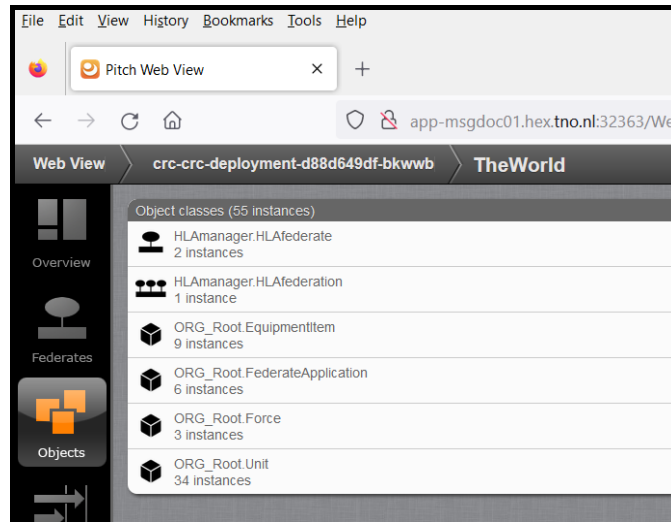 File Edit View History Bookmarks Tools Help
Pitch Web View
app-msgdoc01.hex.tno.nl:32363/We
Web View crc-crc-deployment-d88d649df-bkwwb TheWorld
Object classes (55 instances)
HLAmanager.HLAfederate
2 instances
Overview
HLAmanager.HLAfederation
1 instance
ORG_Root.EquipmentItem
9 instances
Federates
ORG_Root.FederateApplication
6 instances
ORG_Root.Force
3 instances
Objects
ORG_Root.Unit
34 instances